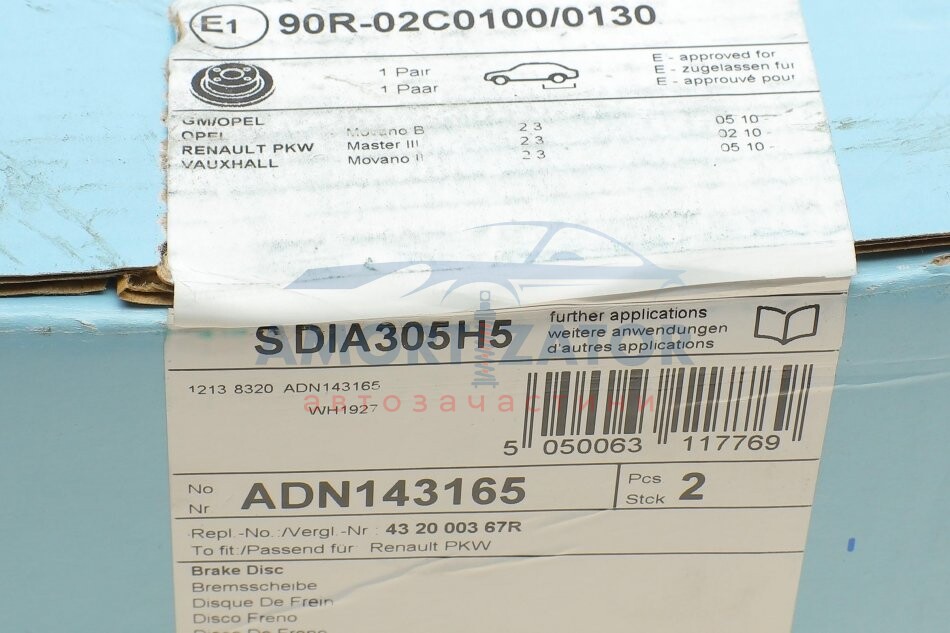 E1 90R-02C0100/0130
1 Pair
1 Paar
E - approved for
E - zugelassen für
E - approuvé pour
GM/OPEL 05 10 -
OPEL Movano B 2 3 02 10 -
RENAULT PKW Master III 2 3 05 10 -
VAUXHALL Movano II 2 3
S DIA305H5
further applications
weitere anwendungen
d'autres applications
AMORTIZATOR
автозачастини
1213 8320 ADN143165
WH1927
5 050063 117769
No
Nr
ADN143165
Pcs
Stck
2
Repl.-No.:/Vergl.-Nr : 43 20 003 67R
To fit:/Passend für Renault PKW
Brake Disc
Bremsscheibe
Disque De Frein
Disco Freno